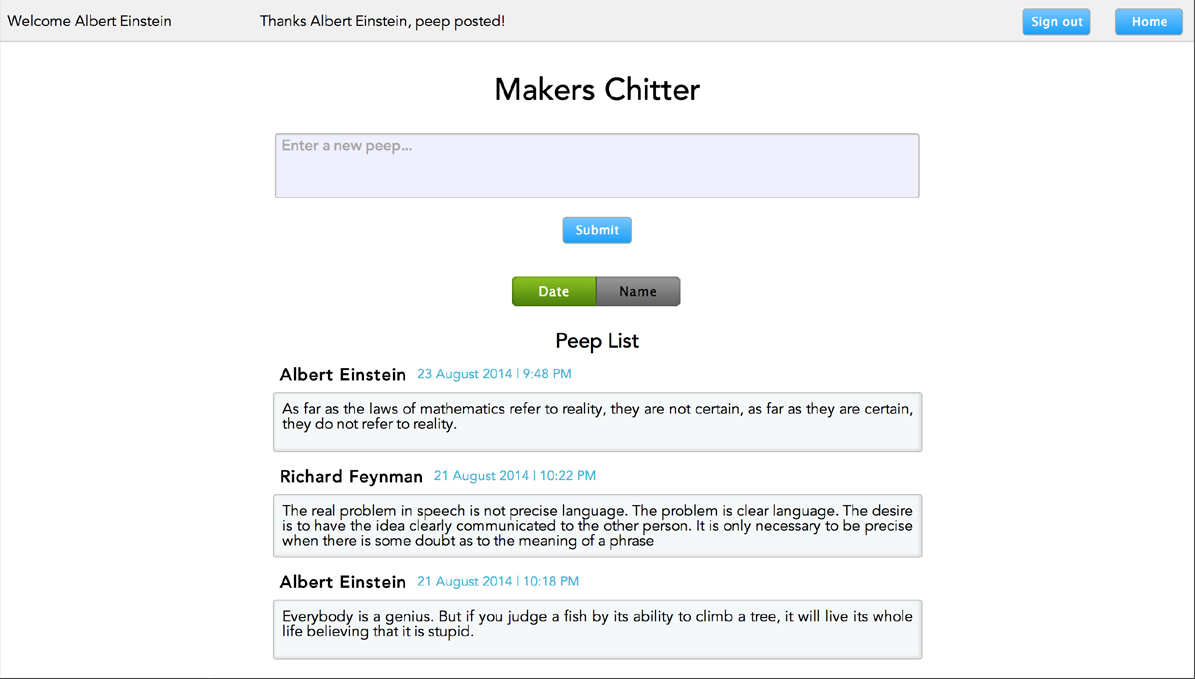 Welcome Albert Einstein
Thanks Albert Einstein, peep posted!
Sign out
Home
Makers Chitter
Enter a new peep...
Submit
Date
Name
Peep List
Albert Einstein 23 August 2014 | 9:48 PM
As far as the laws of mathematics refer to reality, they are not certain, as far as they are certain,
they do not refer to reality.
Richard Feynman 21 August 2014 | 10:22 PM
The real problem in speech is not precise language. The problem is clear language. The desire
is to have the idea clearly communicated to the other person. It is only necessary to be precise
when there is some doubt as to the meaning of a phrase
Albert Einstein 21 August 2014 | 10:18 PM
Everybody is a genius. But if you judge a fish by its ability to climb a tree, it will live its whole
life believing that it is stupid.